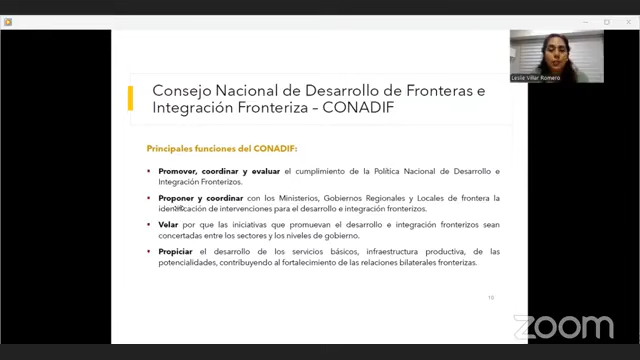 Leslie Villar Romero
Consejo Nacional de Desarrollo de Fronteras e
Integración Fronteriza – CONADIF
Principales funciones del CONADIF:
Promover, coordinar y evaluar el cumplimiento de la Política Nacional de Desarrollo e
Integración Fronterizos.
Proponer y coordinar con los Ministerios, Gobiernos Regionales y Locales de frontera la
identificación de intervenciones para el desarrollo e integración fronterizos.
Velar por que las iniciativas que promuevan el desarrollo e integración fronterizos sean
concertadas entre los sectores y los niveles de gobierno.
Propiciar el desarrollo de los servicios básicos, infraestructura productiva, de las
potencialidades, contribuyendo al fortalecimiento de las relaciones bilaterales fronterizas.
zoom